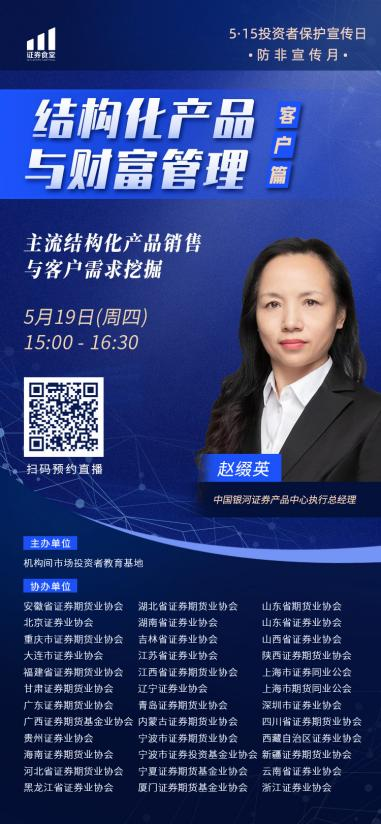 证券食堂
5·15投资者保护宣传日
·防非宣传月·
结构化产品
与财富管理
客户篇
主流结构化产品销售
与客户需求挖掘
5月19日(周四)
15:00 - 16:30
扫码预约直播
赵缀英
中国银河证券产品中心执行总经理
主办单位
机构间市场投资者教育基地
协办单位
安徽省证券期货业协会 湖北省证券期货业协会 山东省期货业协会
北京证券业协会 湖南省证券业协会 山东省证券业协会
重庆市证券期货业协会 吉林省证券业协会 山西省证券业协会
大连市证券业协会 江苏省证券业协会 陕西证券期货业协会
福建省证券期货业协会 江西省证券期货业协会 上海市证券同业公会
甘肃证券期货业协会 辽宁证券业协会 上海市期货同业公会
广东证券期货业协会 青岛证券期货业协会 深圳市证券业协会
广西证券期货基金业协会 内蒙古证券期货业协会 四川省证券期货业协会
贵州证券业协会 宁波市证券期货业协会 西藏自治区证券业协会
海南证券期货业协会 宁波市证券投资基金业协会 新疆证券期货业协会
河北省证券期货业协会 宁夏证券期货基金业协会 云南省证券业协会
黑龙江省证券业协会 厦门证券期货基金业协会 浙江证券业协会